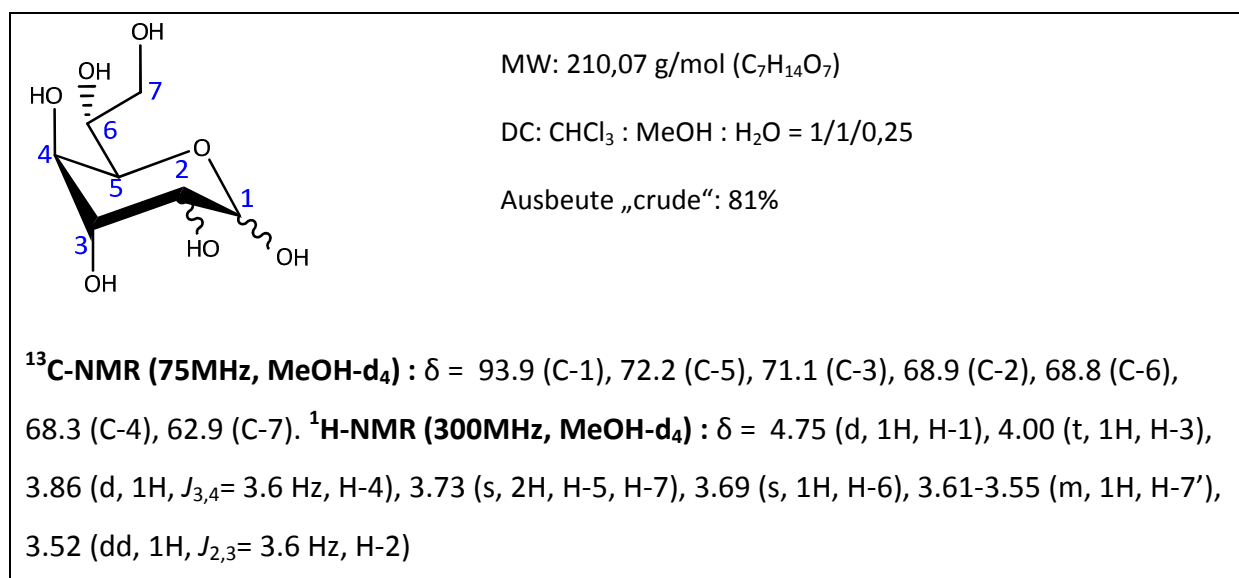 OH
OH
HO
7
6
O
4
2
1
5
HO
OH
3
OH
MW: 210,07 g/mol (C₇H₁₄O₇)
DC: CHCl₃ : MeOH : H₂O = 1/1/0,25
Ausbeute „crude“: 81%
¹³C-NMR (75MHz, MeOH-d₄) : δ = 93.9 (C-1), 72.2 (C-5), 71.1 (C-3), 68.9 (C-2), 68.8 (C-6),
68.3 (C-4), 62.9 (C-7). ¹H-NMR (300MHz, MeOH-d₄) : δ = 4.75 (d, 1H, H-1), 4.00 (t, 1H, H-3),
3.86 (d, 1H, J₃,₄= 3.6 Hz, H-4), 3.73 (s, 2H, H-5, H-7), 3.69 (s, 1H, H-6), 3.61-3.55 (m, 1H, H-7’),
3.52 (dd, 1H, J₂,₃= 3.6 Hz, H-2)